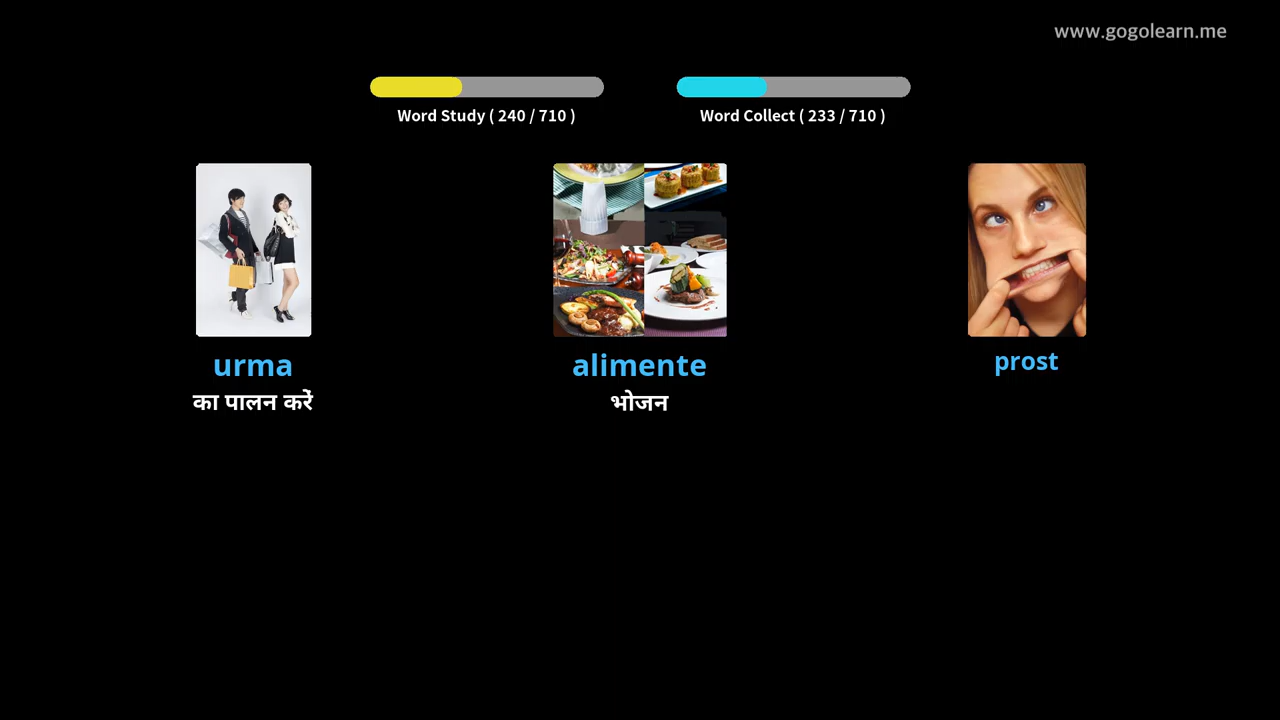 www.gogolearn.me
Word Study ( 240 / 710 )
Word Collect ( 233 / 710 )
urma
alimente
prost
का पालन करें
भोजन